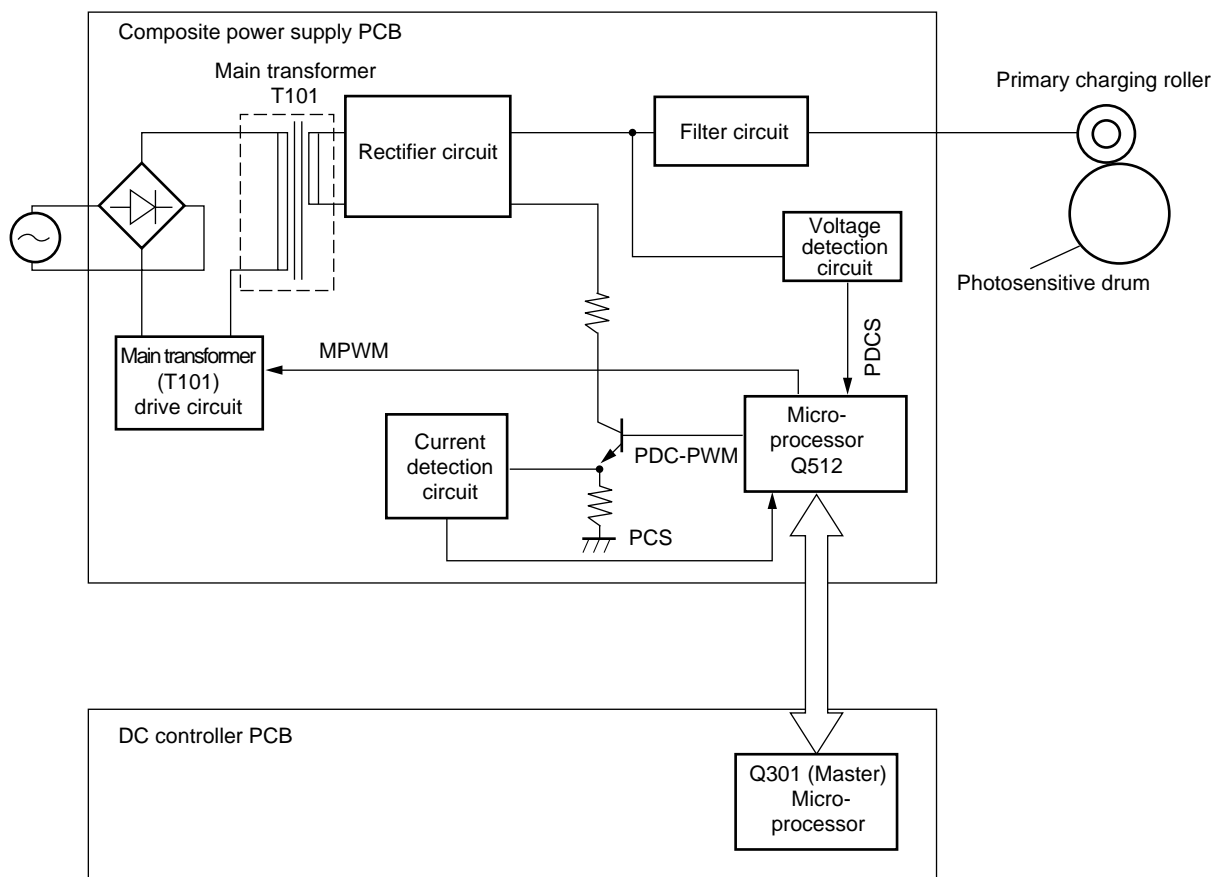 Composite power supply PCB
Main transformer
T101
Rectifier circuit
Filter circuit
Primary charging roller
Voltage
detection
circuit
Photosensitive drum
PDCS
Main transformer
(T101)
drive circuit
MPWM
Current
detection
circuit
PDC-PWM
Micro-
processor
Q512
PCS
DC controller PCB
Q301 (Master)
Micro-
processor